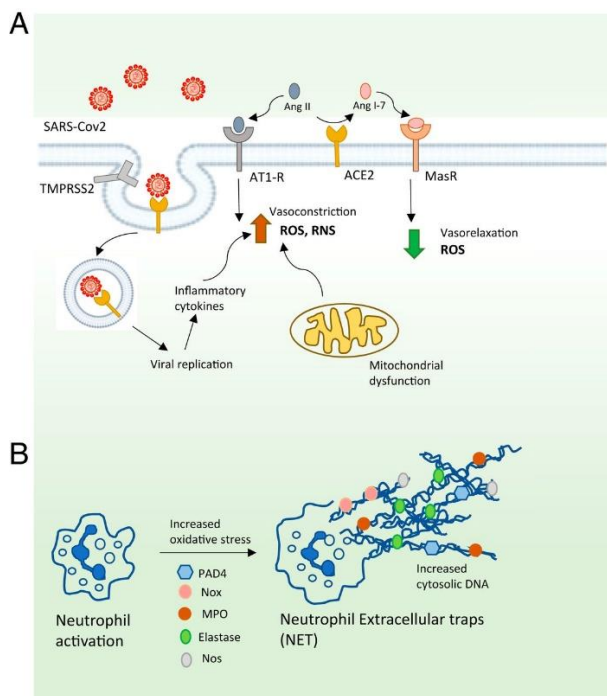 A
SARS-Cov2
Ang II
Ang I-7
TMPRSS2
AT1-R
ACE2
MasR
Vasoconstriction
ROS, RNS
Vasorelaxation
ROS
Inflammatory
cytokines
Viral replication
Mitochondrial
dysfunction
B
Increased
oxidative stress
PAD4
Nox
MPO
Elastase
Nos
Increased
cytosolic DNA
Neutrophil
activation
Neutrophil Extracellular traps
(NET)